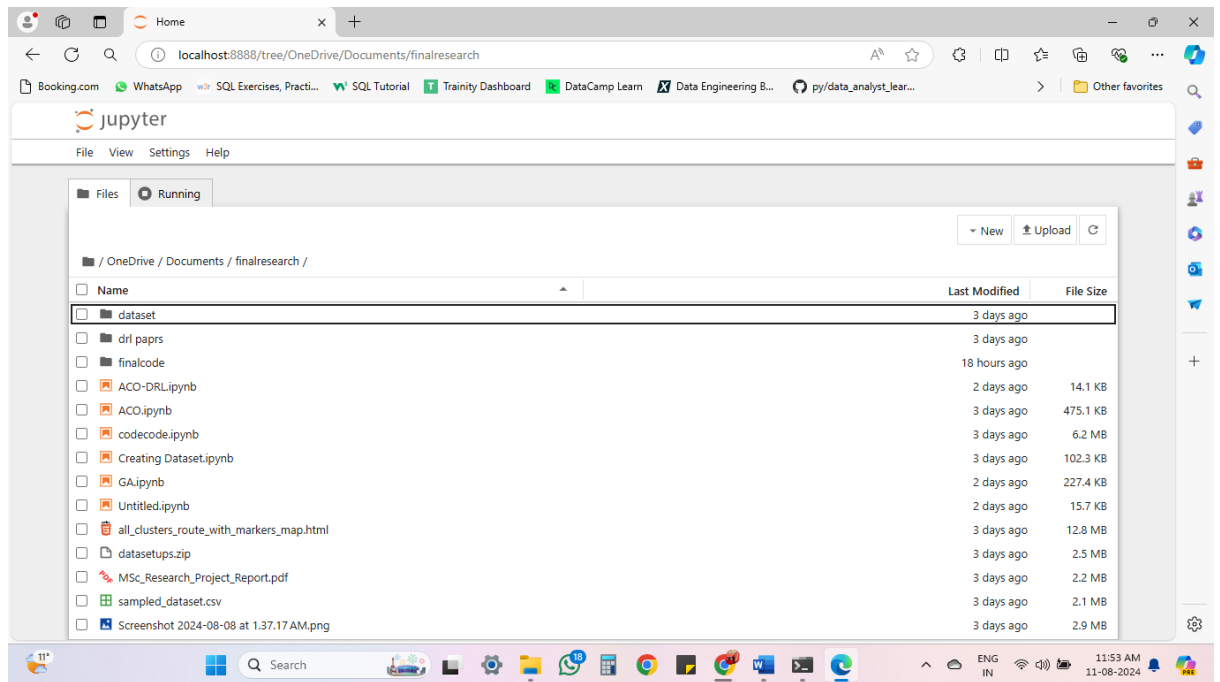 Home
localhost:8888/tree/OneDrive/Documents/finalresearch
Booking.com WhatsApp SQL Exercises, Practi... SQL Tutorial Trainity Dashboard DataCamp Learn Data Engineering B... py/data_analyst_lear... Other favorites
jupyter
File View Settings Help
Files Running
New Upload
/ OneDrive / Documents / finalresearch /
Name Last Modified File Size
dataset 3 days ago
drl paprs 3 days ago
finalcode 18 hours ago
ACO-DRL.ipynb 2 days ago 14.1 KB
ACO.ipynb 3 days ago 475.1 KB
codecode.ipynb 3 days ago 6.2 MB
Creating Dataset.ipynb 3 days ago 102.3 KB
GA.ipynb 2 days ago 227.4 KB
Untitled.ipynb 2 days ago 15.7 KB
all_clusters_route_with_markers_map.html 3 days ago 12.8 MB
datasetups.zip 3 days ago 2.5 MB
MSc_Research_Project_Report.pdf 3 days ago 2.2 MB
sampled_dataset.csv 3 days ago 2.1 MB
Screenshot 2024-08-08 at 1.37.17 AM.png 3 days ago 2.9 MB
11° Search 18 ENG 11:53 AM
IN 11-08-2024 PRE